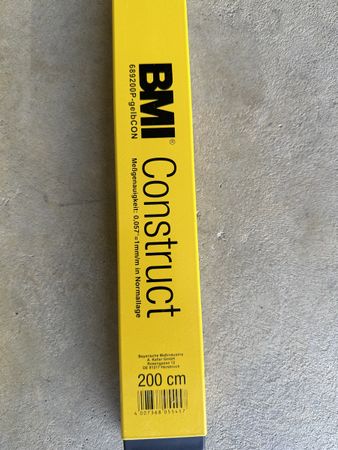 BMI®
Construct
689200P-gelbCON
Meßgenauigkeit: 0,057°=1mm/m in Normallage
Bayerische Maßindustrie
A. Keller GmbH
DE 91217 Hersbruck
200 cm
4 007368 055417